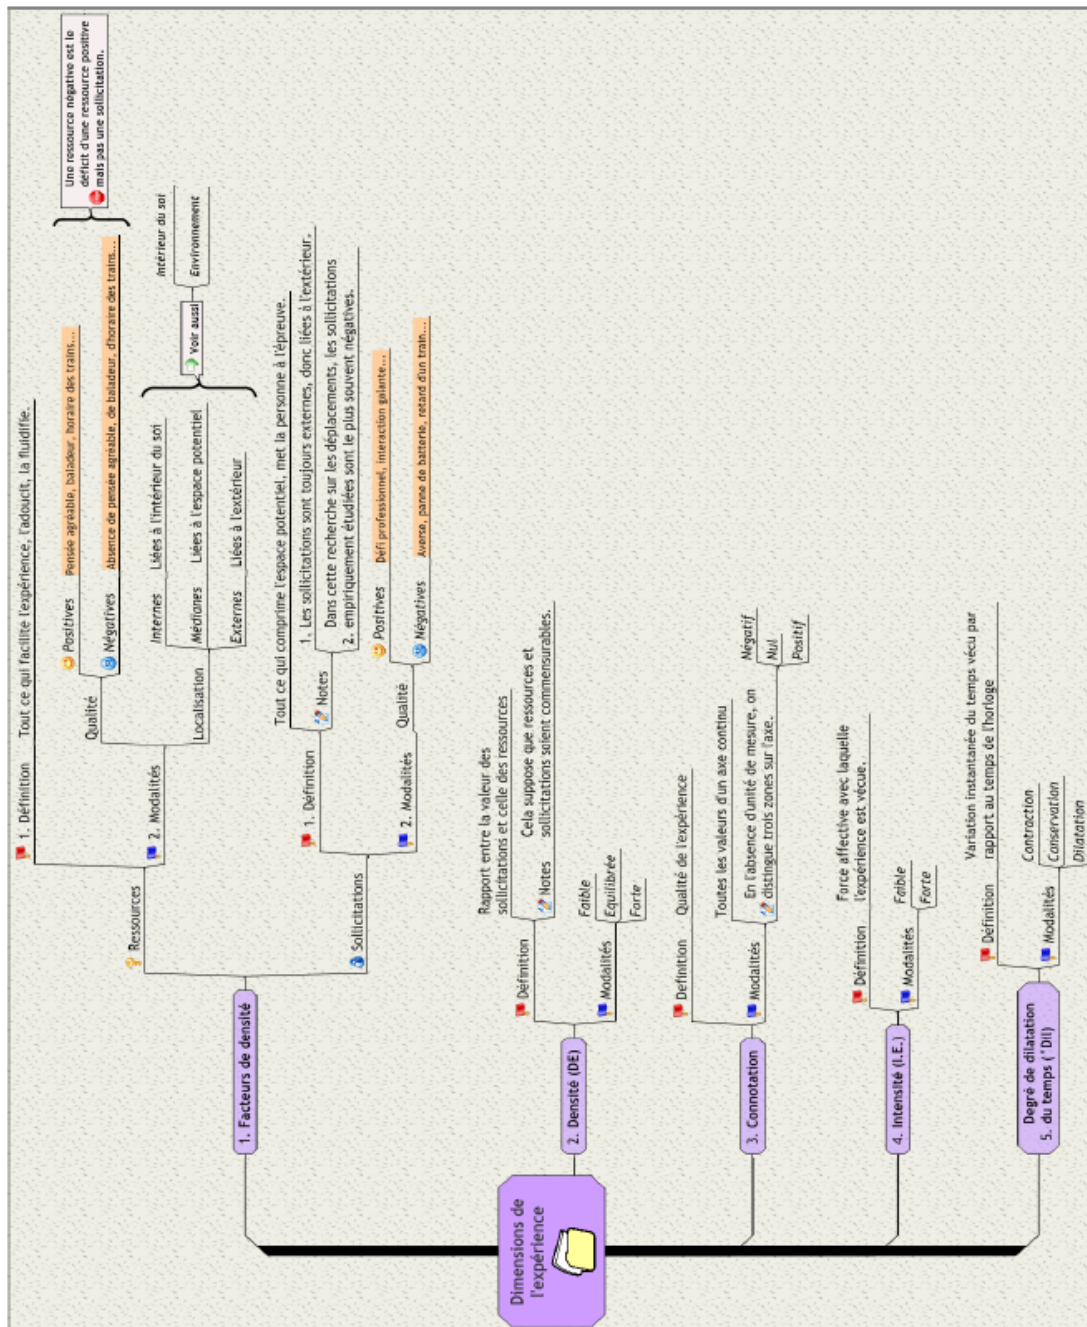 Dimensions de
l'expérience
1. Facteurs de densité
Ressources
1. Définition
Tout ce qui facilite l'expérience, l'adoucit, la fluidifie.
2. Modalités
Qualité
Positives
Pensée agréable, baladeur, horaire des trains...
Négatives
Absence de pensée agréable, de baladeur, d'horaire des trains...
Une ressource négative est le
déficit d'une ressource positive
mais pas une sollicitation.
Localisation
Internes
Liées à l'intérieur du soi
Médianes
Liées à l'espace potentiel
Externes
Liées à l'extérieur
Voir aussi
Intérieur du soi
Environnement
Sollicitations
1. Définition
Tout ce qui comprime l'espace potentiel, met la personne à l'épreuve.
Notes
1. Les sollicitations sont toujours externes, donc liées à l'extérieur.
Dans cette recherche sur les déplacements, les sollicitations
2. empiriquement étudiées sont le plus souvent négatives.
2. Modalités
Qualité
Positives
Défi professionnel, interaction galante...
Négatives
Averse, panne de batterie, retard d'un train...
2. Densité (DE)
Définition
Rapport entre la valeur des
sollicitations et celle des ressources
Notes
Cela suppose que ressources et
sollicitations soient commensurables.
Modalités
Faible
Equilibrée
Forte
3. Connotation
Definition
Qualité de l'expérience
Modalités
Toutes les valeurs d'un axe continu
En l'absence d'unité de mesure, on
distingue trois zones sur l'axe.
Négatif
Nul
Positif
4. Intensité (I.E.)
Définition
Force affective avec laquelle
l'expérience est vécue.
Modalités
Faible
Forte
Degré de dilatation
5. du temps (°Dil)
Définition
Variation instantanée du temps vécu par
rapport au temps de l'horloge
Modalités
Contraction
Conservation
Dilatation